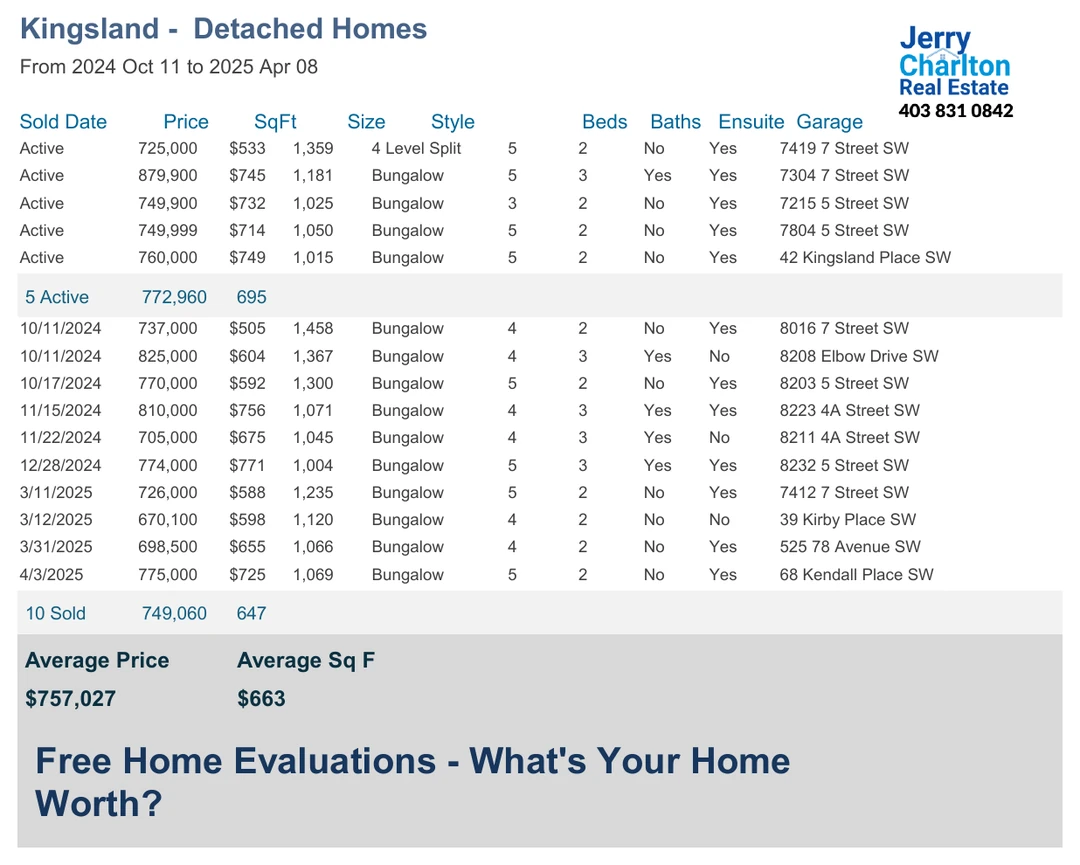 Kingsland - Detached Homes
From 2024 Oct 11 to 2025 Apr 08
Jerry
Charlton
Real Estate
403 831 0842
Sold Date Price SqFt Size Style Beds Baths Ensuite Garage
Active 725,000 $533 1,359 4 Level Split 5 2 No Yes 7419 7 Street SW
Active 879,900 $745 1,181 Bungalow 5 3 Yes Yes 7304 7 Street SW
Active 749,900 $732 1,025 Bungalow 3 2 No Yes 7215 5 Street SW
Active 749,999 $714 1,050 Bungalow 5 2 No Yes 7804 5 Street SW
Active 760,000 $749 1,015 Bungalow 5 2 No Yes 42 Kingsland Place SW
5 Active 772,960 695
10/11/2024 737,000 $505 1,458 Bungalow 4 2 No Yes 8016 7 Street SW
10/11/2024 825,000 $604 1,367 Bungalow 4 3 Yes No 8208 Elbow Drive SW
10/17/2024 770,000 $592 1,300 Bungalow 5 2 No Yes 8203 5 Street SW
11/15/2024 810,000 $756 1,071 Bungalow 4 3 Yes Yes 8223 4A Street SW
11/22/2024 705,000 $675 1,045 Bungalow 4 3 Yes No 8211 4A Street SW
12/28/2024 774,000 $771 1,004 Bungalow 5 3 Yes Yes 8232 5 Street SW
3/11/2025 726,000 $588 1,235 Bungalow 5 2 No Yes 7412 7 Street SW
3/12/2025 670,100 $598 1,120 Bungalow 4 2 No No 39 Kirby Place SW
3/31/2025 698,500 $655 1,066 Bungalow 4 2 No Yes 525 78 Avenue SW
4/3/2025 775,000 $725 1,069 Bungalow 5 2 No Yes 68 Kendall Place SW
10 Sold 749,060 647
Average Price Average Sq F
$757,027 $663
Free Home Evaluations - What's Your Home
Worth?